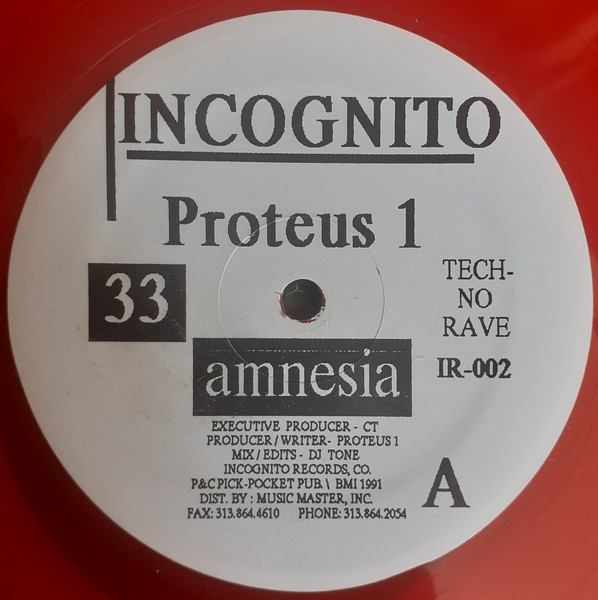 INCOGNITO
Proteus 1
33
TECH-
NO
RAVE
amnesia
IR-002
EXECUTIVE PRODUCER - CT
PRODUCER / WRITER- PROTEUS 1
MIX / EDITS - DJ TONE
INCOGNITO RECORDS, CO.
P&C PICK-POCKET PUB. \ BMI 1991
DIST. BY : MUSIC MASTER, INC.
FAX: 313.864.4610 PHONE: 313.864.2054
A